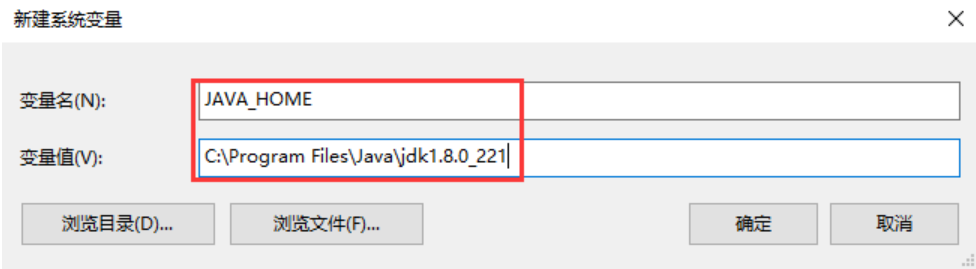 新建系统变量
变量名(N): JAVA_HOME
变量值(V): C:\Program Files\Java\jdk1.8.0_221
浏览目录(D)... 浏览文件(F)... 确定 取消